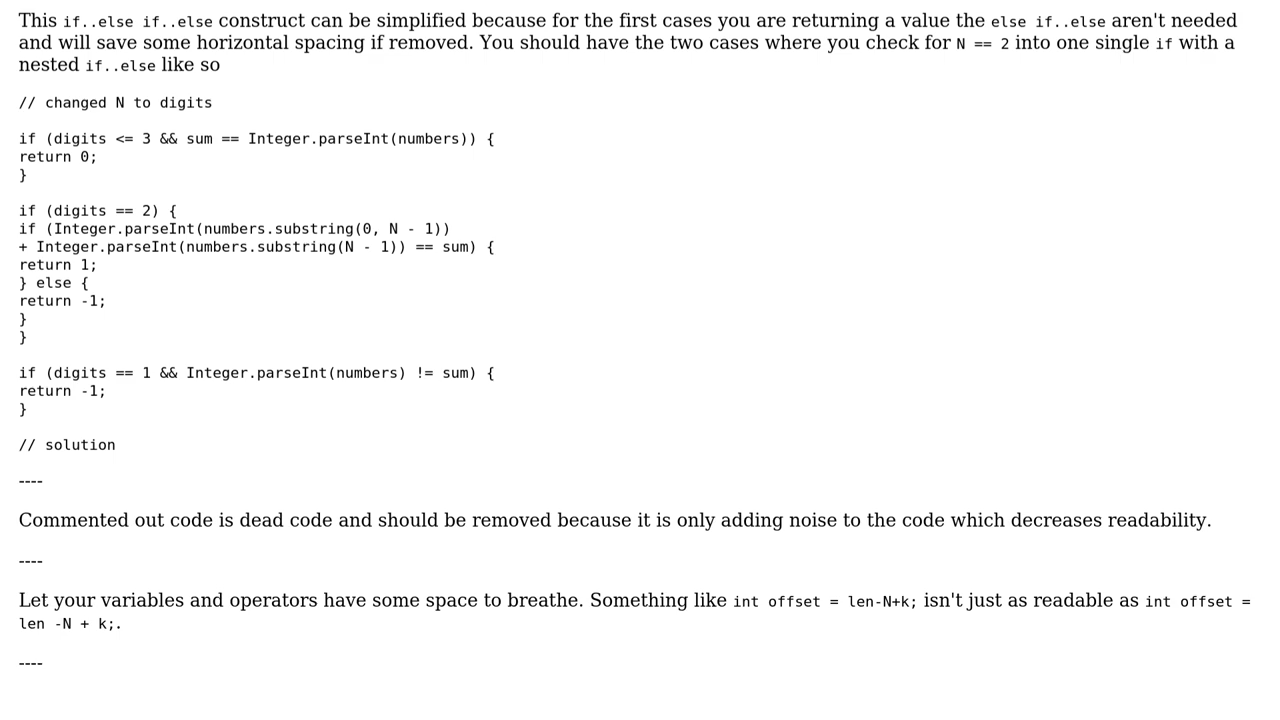 This if..else if..else construct can be simplified because for the first cases you are returning a value the else if..else aren't needed
and will save some horizontal spacing if removed. You should have the two cases where you check for N == 2 into one single if with a
nested if..else like so
// changed N to digits
if (digits <= 3 && sum == Integer.parseInt(numbers)) {
return 0;
}
if (digits == 2) {
if (Integer.parseInt(numbers.substring(0, N - 1))
+ Integer.parseInt(numbers.substring(N - 1)) == sum) {
return 1;
} else {
return -1;
}
}
if (digits == 1 && Integer.parseInt(numbers) != sum) {
return -1;
}
// solution
----
Commented out code is dead code and should be removed because it is only adding noise to the code which decreases readability.
----
Let your variables and operators have some space to breathe. Something like int offset = len-N+k; isn't just as readable as int offset =
len -N + k;.
----